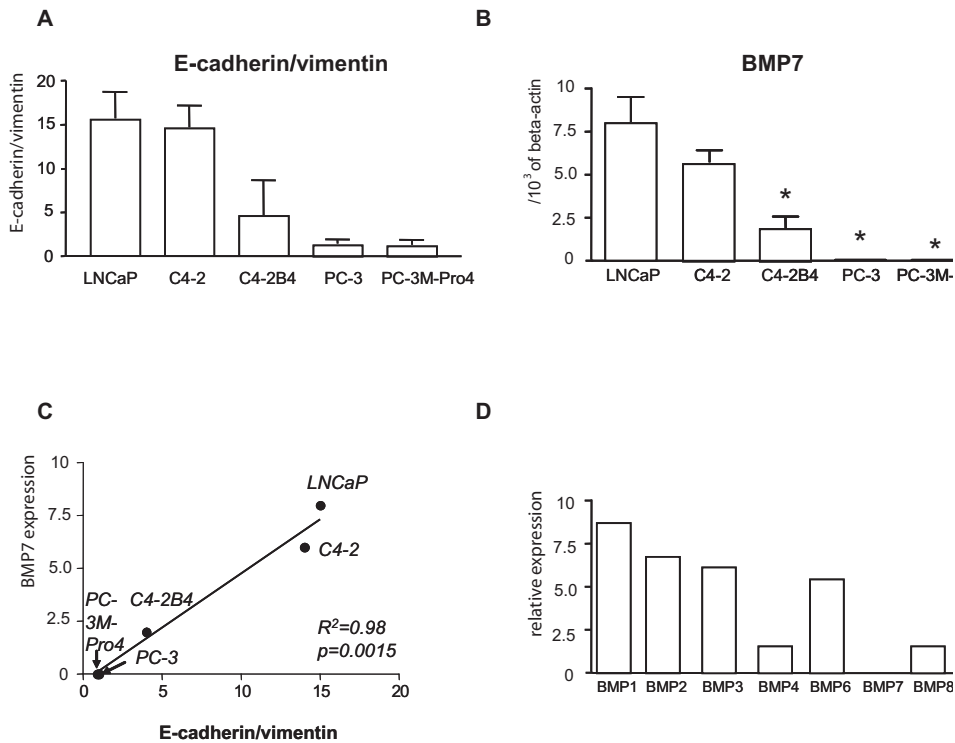 A
E-cadherin/vimentin
E-cadherin/vimentin
20
15
10
5
0
LNCaP C4-2 C4-2B4 PC-3 PC-3M-Pro4
B
BMP7
/10³ of beta-actin
10
7.5
5.0
2.5
0
* * *
LNCaP C4-2 C4-2B4 PC-3 PC-3M-
C
BMP7 expression
10
7.5
5.0
2.5
0
LNCaP
C4-2
PC-3M-Pro4
C4-2B4
PC-3
R²=0.98
p=0.0015
0 5 10 15 20
E-cadherin/vimentin
D
relative expression
10
7.5
5.0
2.5
0
BMP1 BMP2 BMP3 BMP4 BMP6 BMP7 BMP8